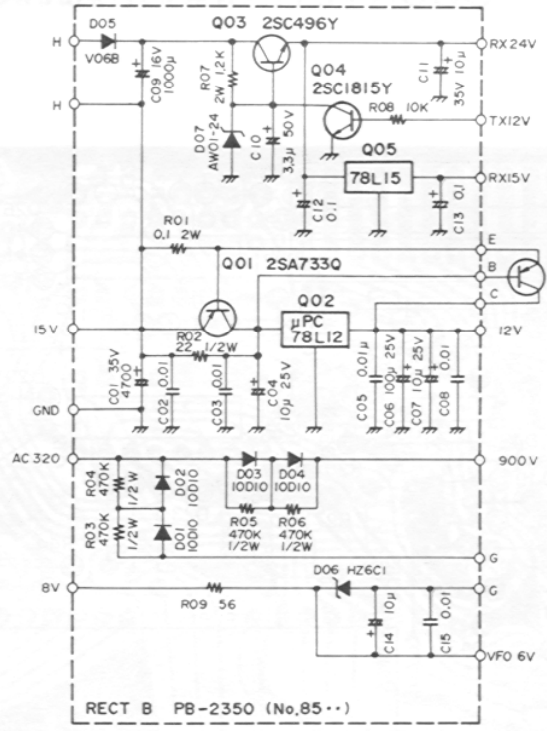 D05
V06B
Q03 2SC496Y
H
C09 16V
1000μ
R07
2W 1.2K
Q04
2SC1815Y
C11
35V 10μ
RX24V
H
D07
AW01-24
C10
3.3μ 50V
R08 10K
TX12V
Q05
78L15
C12
0.1
C13 0.1
RX15V
R01
0.1 2W
E
Q01 2SA733Q
B
Q02
μPC
78L12
C
15V
R02
22 1/2W
12V
C01 35V
4700
C02 0.01
C03 0.01
C04
10μ 25V
C05 0.01μ
C06 100μ 25V
C07 10μ 25V
C08 0.01
GND
AC320
R04
470K
1/2W
D02
10D10
D03
10D10
D04
10D10
900V
R03
470K
1/2W
D01
10D10
R05
470K
1/2W
R06
470K
1/2W
G
D06 HZ6C1
8V
R09 56
G
C14 10μ
C15 0.01
VFO 6V
RECT B PB-2350 (No,85··)